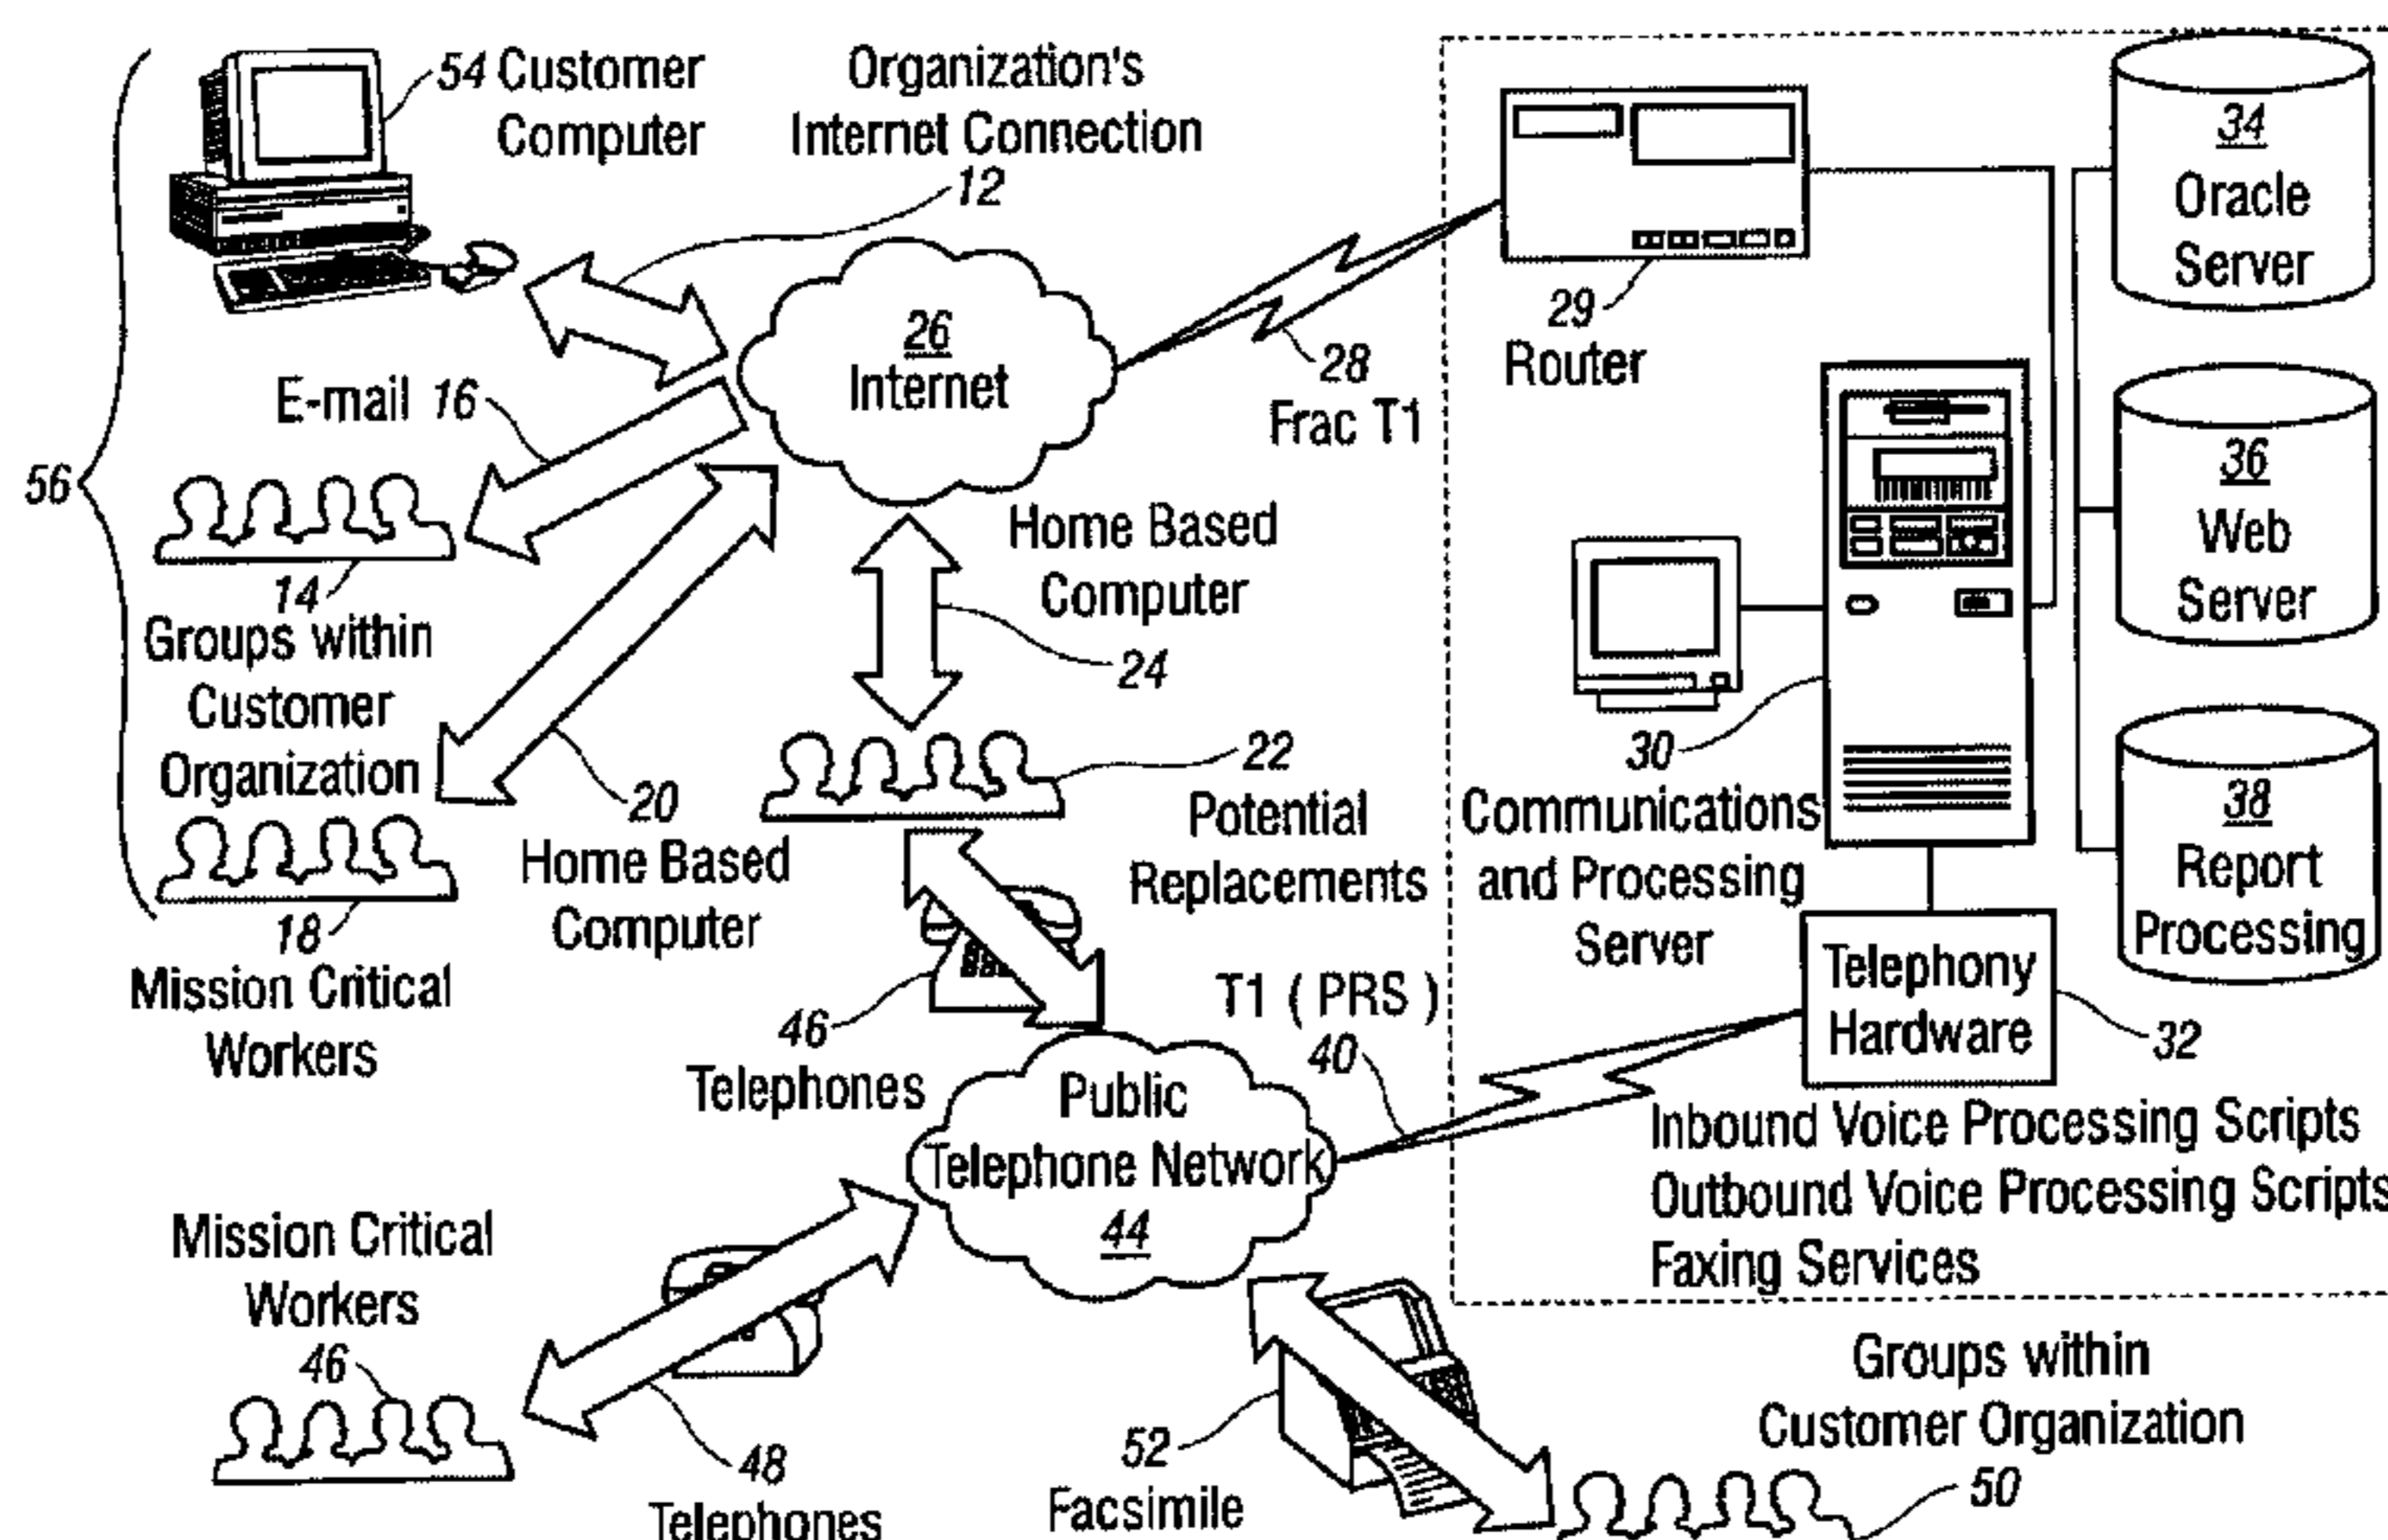 54 Customer
Computer
Organization's
Internet Connection
12
34
Oracle
Server
26
Internet
29
Router
28
Frac T1
E-mail 16
56
36
Web
Server
14
Groups within
Customer
Organization
Home Based
Computer
24
18
Mission Critical
Workers
20
Home Based
Computer
22
Potential
Replacements
30
Communications
and Processing
Server
38
Report
Processing
46
Telephones
T1 ( PRS )
40
Telephony
Hardware
32
Public
Telephone Network
44
Inbound Voice Processing Scripts
Outbound Voice Processing Scripts
Faxing Services
Mission Critical
Workers
46
48
Telephones
52
Facsimile
Groups within
Customer Organization
50